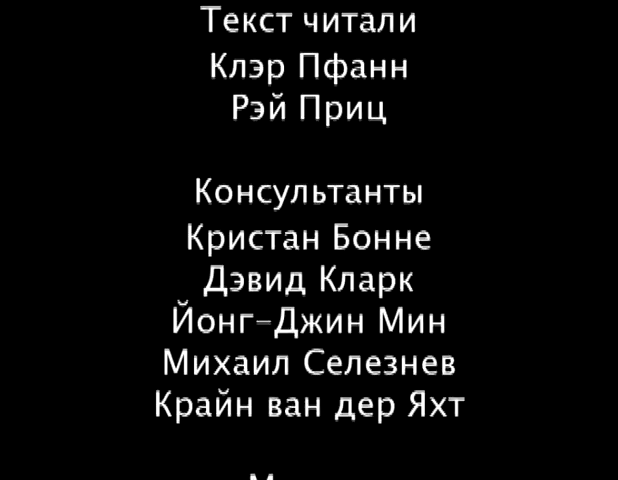 Текст читали
Клэр Пфанн
Рэй Приц
Консультанты
Кристан Бонне
Дэвид Кларк
Йонг-Джин Мин
Михаил Селезнев
Крайн ван дер Яхт